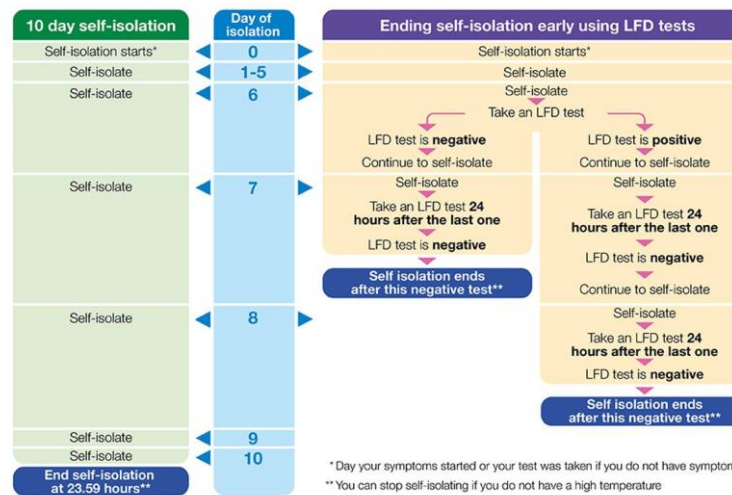 10 day self-isolation
Day of
isolation
Ending self-isolation early using LFD tests
Self-isolation starts*
0
Self-isolation starts*
Self-isolate
1-5
Self-isolate
Self-isolate
6
Self-isolate
Take an LFD test
LFD test is negative
LFD test is positive
Continue to self-isolate
Continue to self-isolate
Self-isolate
7
Self-isolate
Self-isolate
Take an LFD test 24
hours after the last one
Take an LFD test 24
hours after the last one
LFD test is negative
LFD test is negative
Self isolation ends
after this negative test**
Continue to self-isolate
Self-isolate
8
Self-isolate
Take an LFD test 24
hours after the last one
LFD test is negative
Self isolation ends
after this negative test**
Self-isolate
9
Self-isolate
10
End self-isolation
at 23.59 hours**
* Day your symptoms started or your test was taken if you do not have symptom
** You can stop self-isolating if you do not have a high temperature